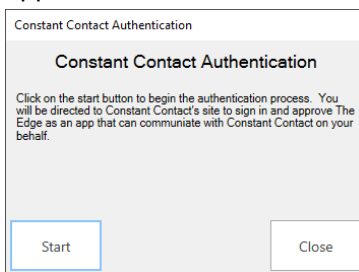 Constant Contact Authentication
Constant Contact Authentication
Click on the start button to begin the authentication process.  You
will be directed to Constant Contact's site to sign in and approve The
Edge as an app that can communiate with Constant Contact on your
behalf.
Start
Close